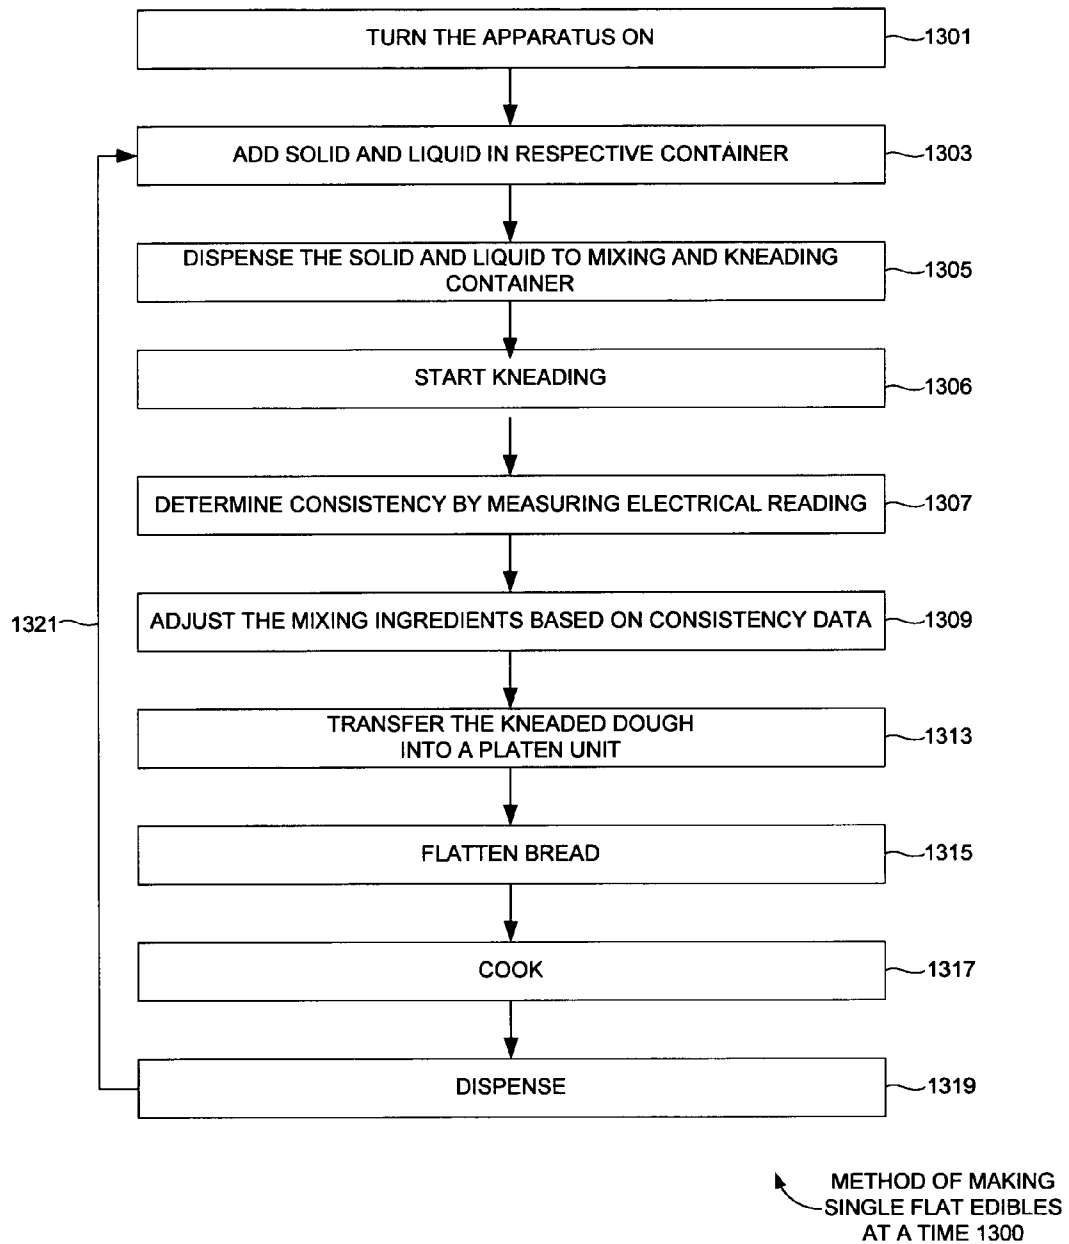 TURN THE APPARATUS ON
1301
ADD SOLID AND LIQUID IN RESPECTIVE CONTAINER
1303
DISPENSE THE SOLID AND LIQUID TO MIXING AND KNEADING
CONTAINER
1305
START KNEADING
1306
DETERMINE CONSISTENCY BY MEASURING ELECTRICAL READING
1307
ADJUST THE MIXING INGREDIENTS BASED ON CONSISTENCY DATA
1309
1321
TRANSFER THE KNEADED DOUGH
INTO A PLATEN UNIT
1313
FLATTEN BREAD
1315
COOK
1317
DISPENSE
1319
METHOD OF MAKING
SINGLE FLAT EDIBLES
AT A TIME 1300